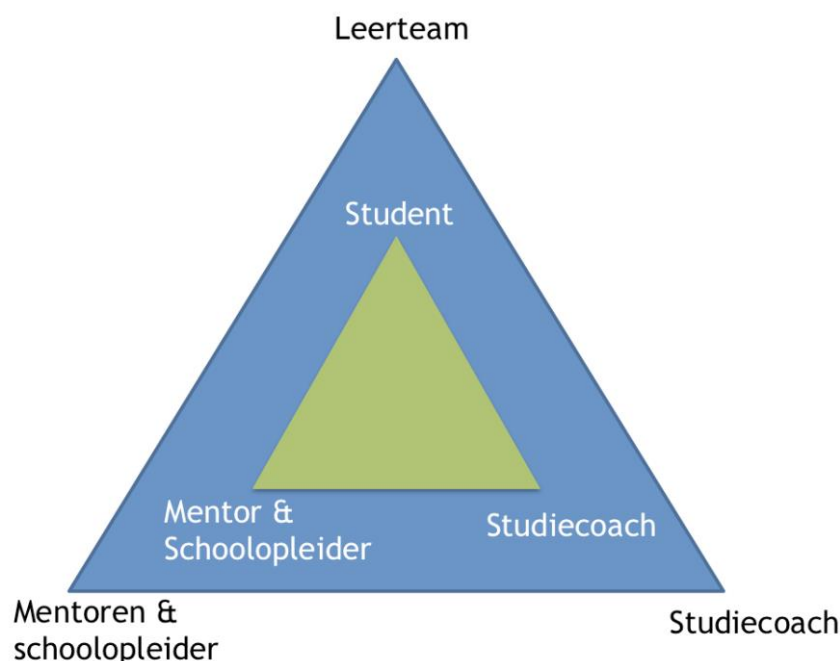 Leerteam
Student
Mentor &
Schoolopleider
Studiecoach
Mentoren &
schoolopleider
Studiecoach